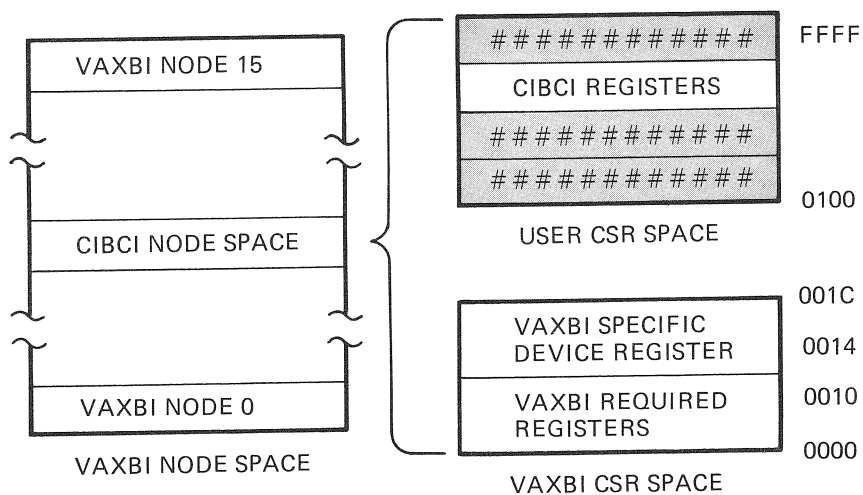 VAXBI NODE 15
CIBCI NODE SPACE
VAXBI NODE 0
VAXBI NODE SPACE
# # # # # # # # # # # #
FFFF
CIBCI REGISTERS
# # # # # # # # # # # #
# # # # # # # # # # # #
0100
USER CSR SPACE
001C
VAXBI SPECIFIC
DEVICE REGISTER
0014
0010
VAXBI REQUIRED
REGISTERS
0000
VAXBI CSR SPACE